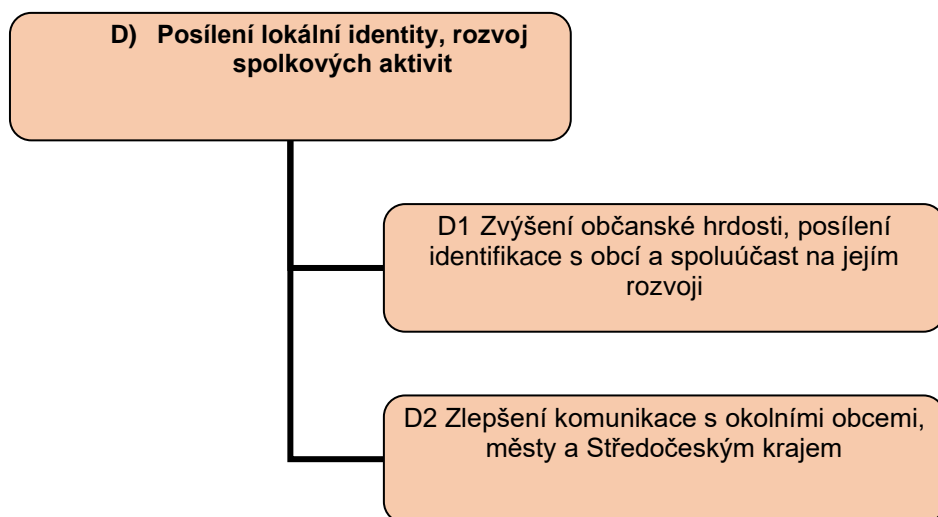 D) Posílení lokální identity, rozvoj
spolkových aktivit
D1 Zvýšení občanské hrdosti, posílení
identifikace s obcí a spoluúčast na jejím
rozvoji
D2 Zlepšení komunikace s okolními obcemi,
městy a Středočeským krajem